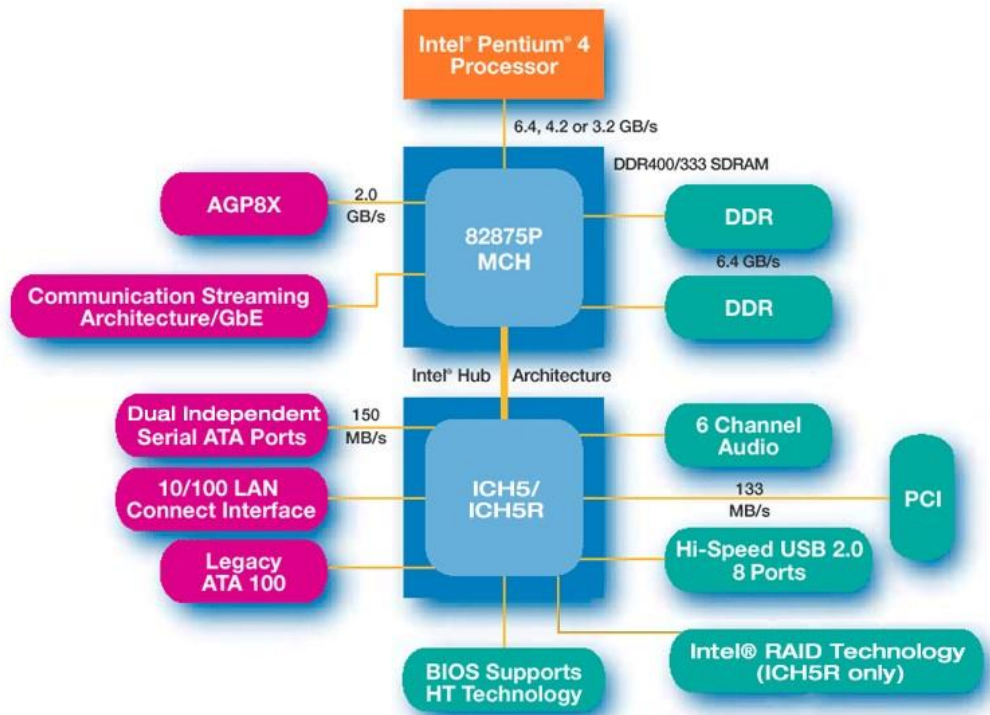 Intel® Pentium® 4
Processor
6.4, 4.2 or 3.2 GB/s
DDR400/333 SDRAM
AGP8X
2.0
GB/s
82875P
MCH
DDR
6.4 GB/s
DDR
Communication Streaming
Architecture/GbE
Intel® Hub Architecture
Dual Independent
Serial ATA Ports
150
MB/s
6 Channel
Audio
10/100 LAN
Connect Interface
ICH5/
ICH5R
133
MB/s
PCI
Legacy
ATA 100
Hi-Speed USB 2.0
8 Ports
BIOS Supports
HT Technology
Intel® RAID Technology
(ICH5R only)